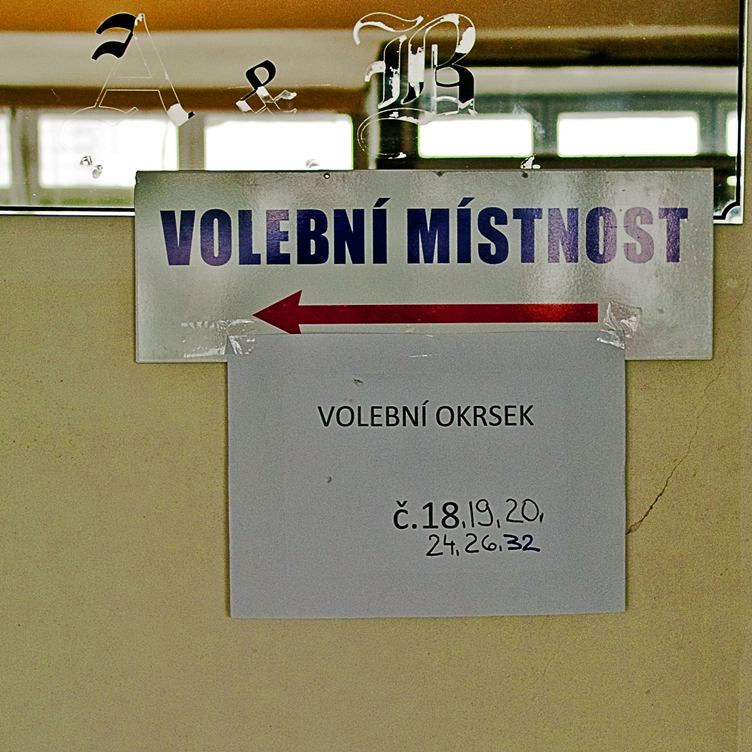 A & B
VOLEBNÍ MÍSTNOST
VOLEBNÍ OKRSEK
č.18,19,20,
24,26,32